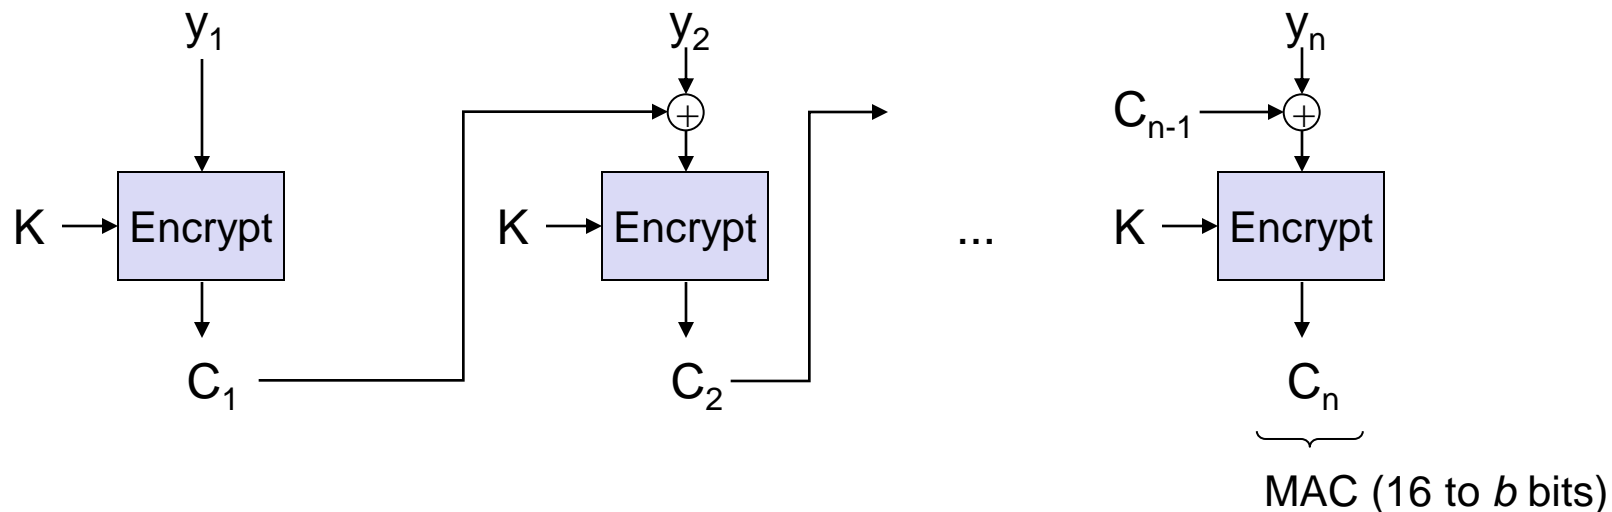 y₁ y₂ yₙ
Cₙ₋₁
K Encrypt K Encrypt ... K Encrypt
C₁ C₂ Cₙ
MAC (16 to b bits)